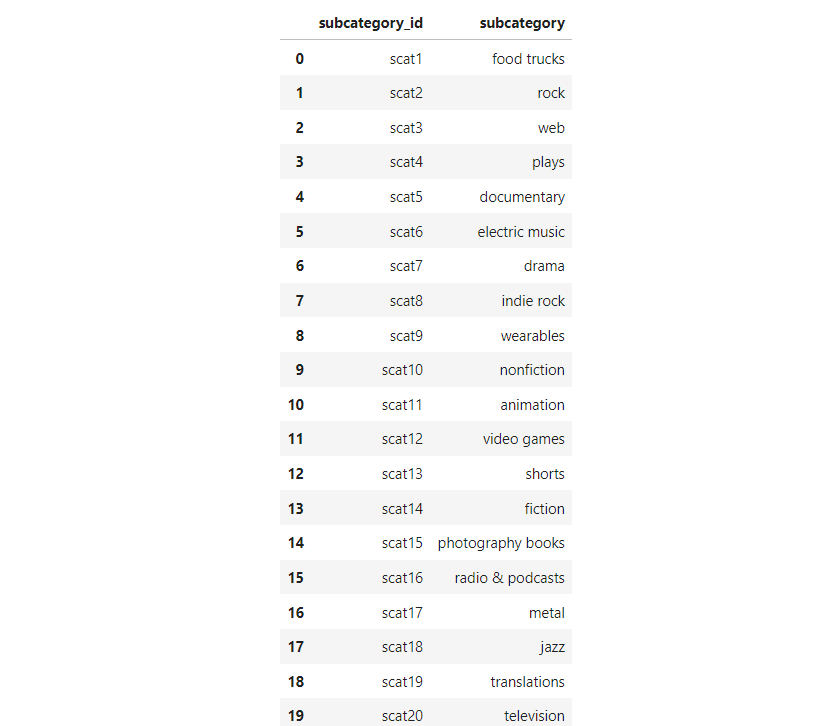 subcategory_id subcategory
0 scat1 food trucks
1 scat2 rock
2 scat3 web
3 scat4 plays
4 scat5 documentary
5 scat6 electric music
6 scat7 drama
7 scat8 indie rock
8 scat9 wearables
9 scat10 nonfiction
10 scat11 animation
11 scat12 video games
12 scat13 shorts
13 scat14 fiction
14 scat15 photography books
15 scat16 radio & podcasts
16 scat17 metal
17 scat18 jazz
18 scat19 translations
19 scat20 television